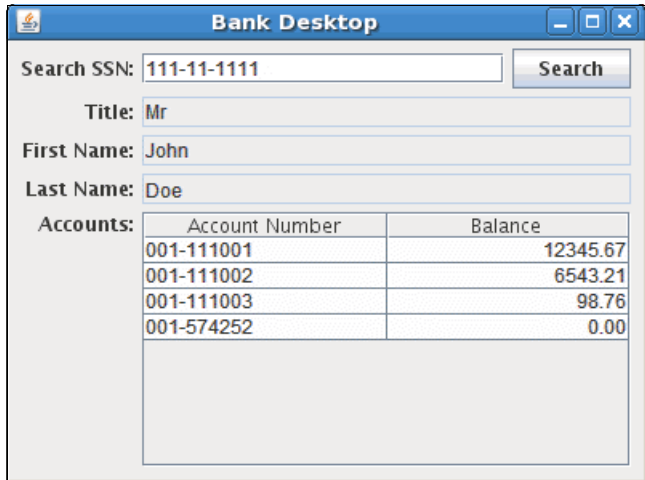 Bank Desktop
Search SSN: 111-11-1111 Search
Title: Mr
First Name: John
Last Name: Doe
Accounts: Account Number Balance
001-111001 12345.67
001-111002 6543.21
001-111003 98.76
001-574252 0.00